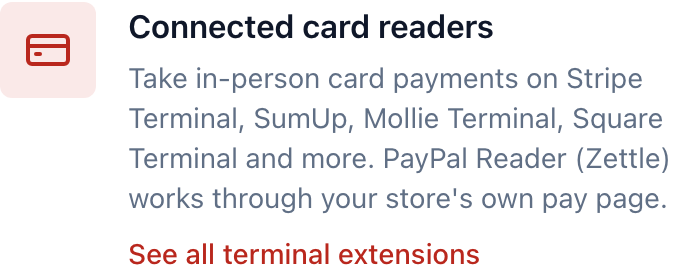 Connected card readers
Take in-person card payments on Stripe
Terminal, SumUp, Mollie Terminal, Square
Terminal and more. PayPal Reader (Zettle)
works through your store's own pay page.
See all terminal extensions